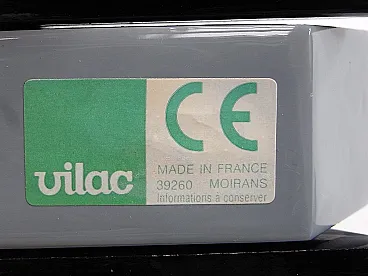 vilac
CE
MADE IN FRANCE
39260 MOIRANS
Informations à conserver